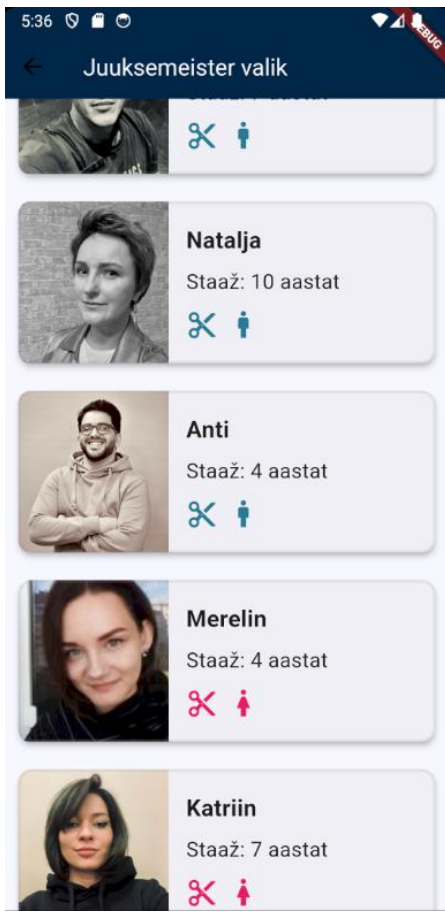 5:36
DEBUG
Juuksemeister valik
Natalja
Staaž: 10 aastat
Anti
Staaž: 4 aastat
Merelin
Staaž: 4 aastat
Katriin
Staaž: 7 aastat